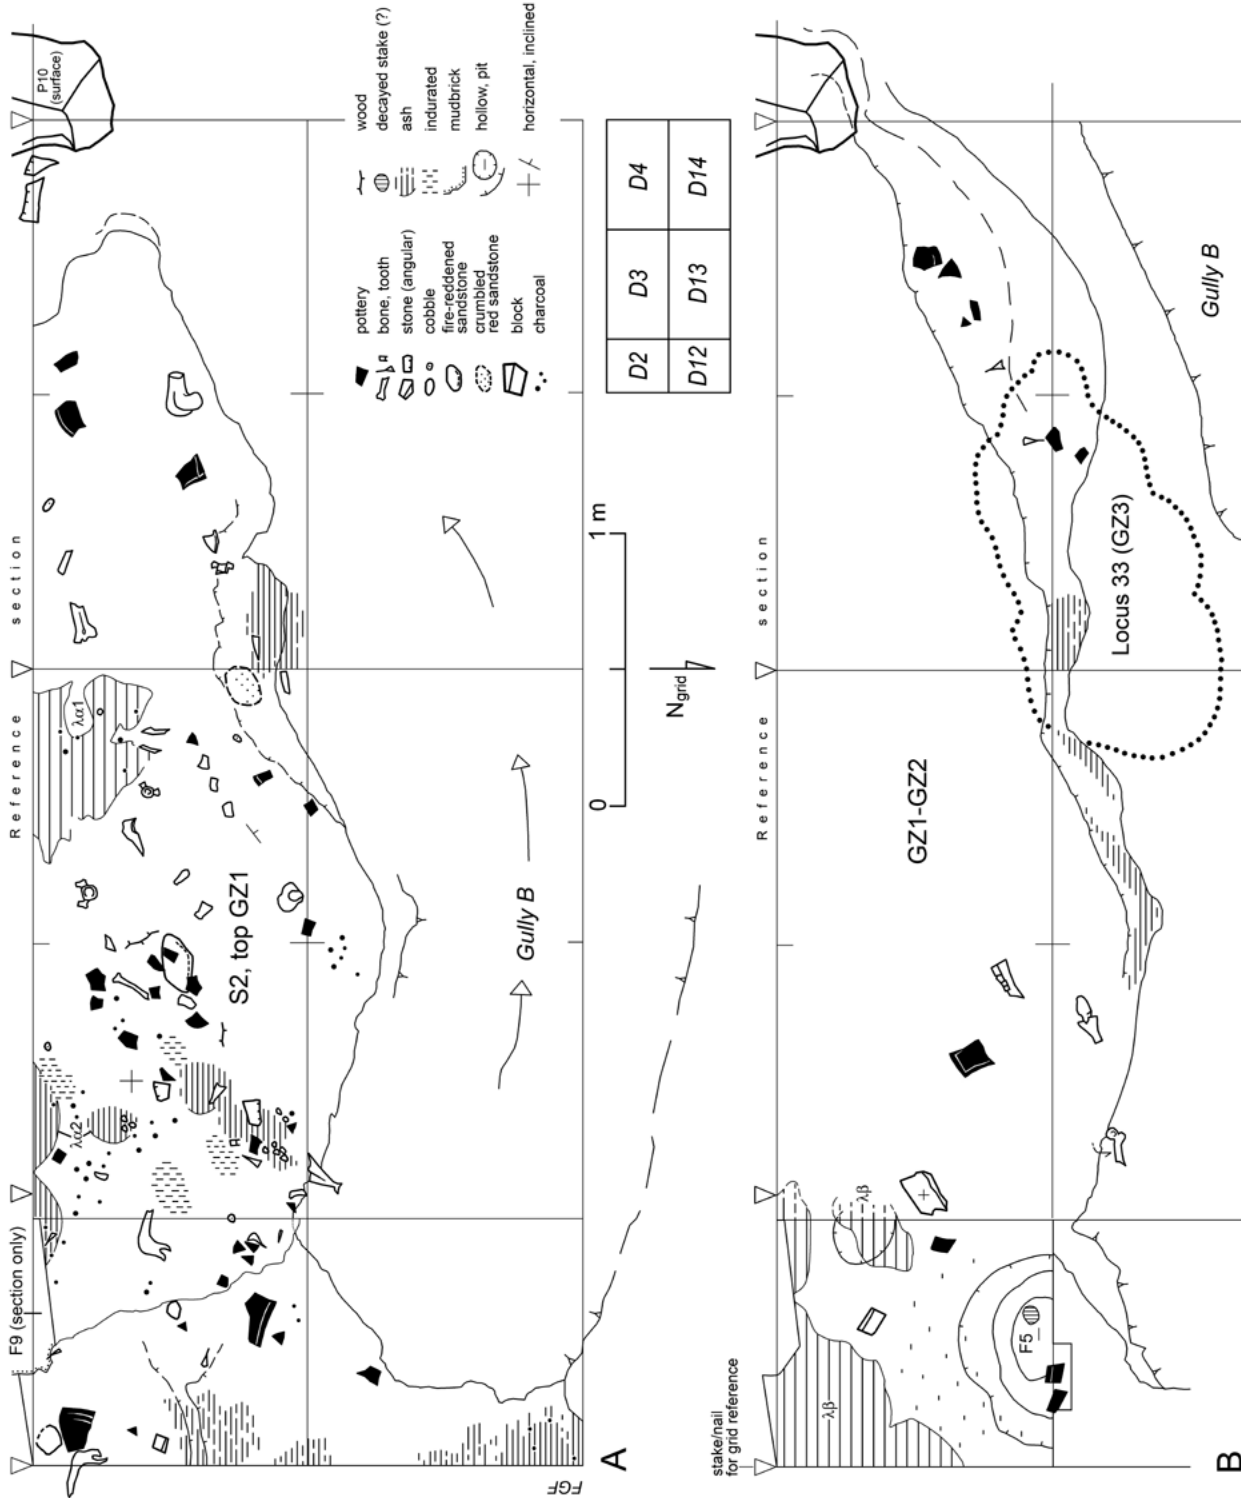 F9 (section only)
Reference
section
P10
(surface)
λα2
λα1
S2, top GZ1
Gully B
FGF
A
0
1 m
Ngrid
pottery
bone, tooth
stone (angular)
cobble
fire-reddened
sandstone
crumbled
red sandstone
block
charcoal
wood
decayed stake (?)
ash
indurated
mudbrick
hollow, pit
horizontal, inclined
D2
D3
D4
D12
D13
D14
stake/nail
for grid reference
Reference
section
λβ
λβ
F5
GZ1-GZ2
Locus 33 (GZ3)
Gully B
B